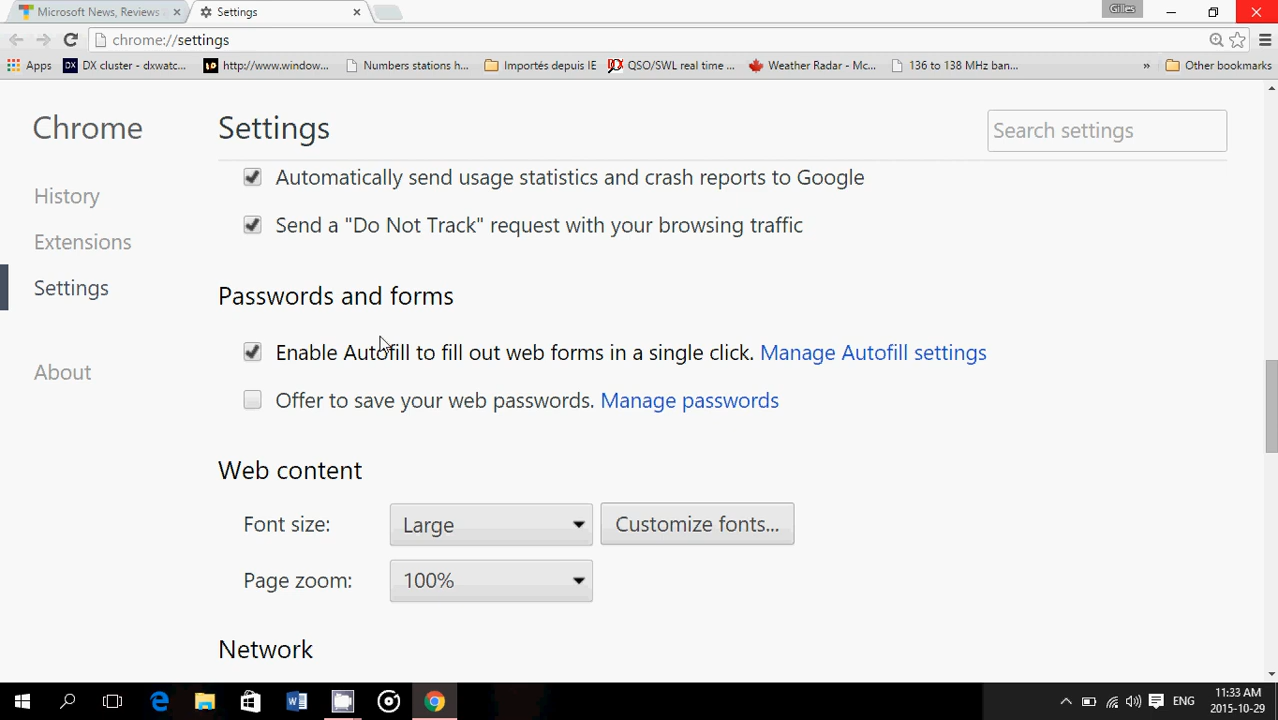 Microsoft News, Reviews
Settings
Gilles
chrome://settings
Apps
DX cluster - dxwatc...
http://www.window...
Numbers stations h...
Importés depuis IE
QSO/SWL real time ...
Weather Radar - Mc...
136 to 138 MHz ban...
»
Other bookmarks
Chrome
Settings
Search settings
History
Extensions
Settings
About
Automatically send usage statistics and crash reports to Google
Send a "Do Not Track" request with your browsing traffic
Passwords and forms
Enable Autofill to fill out web forms in a single click. Manage Autofill settings
Offer to save your web passwords. Manage passwords
Web content
Font size:
Large
Customize fonts...
Page zoom:
100%
Network
ENG
11:33 AM
2015-10-29